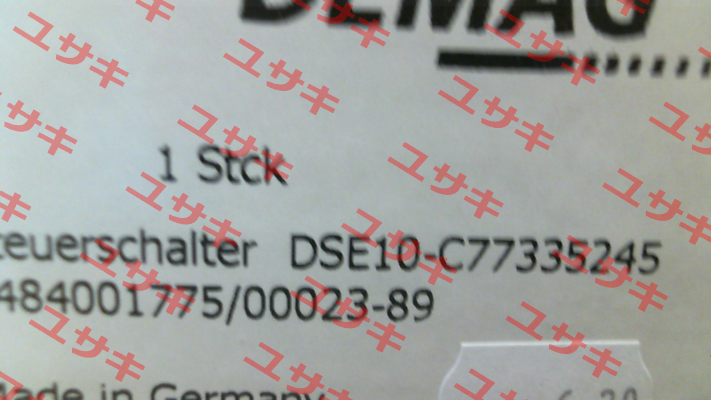 DEMAG
1 Stck
teuerschalter DSE10-C77335245
484001775/00023-89
Made in Germany
ユサキ